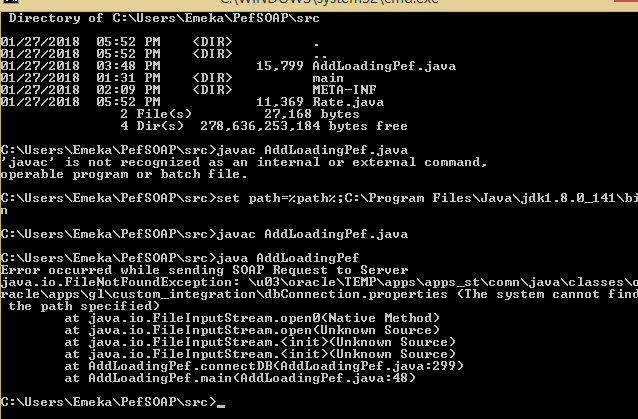 C:\WINDOWS\system32\cmd.exe
Directory of C:\Users\Emeka\PefSOAP\src
01/27/2018  05:52 PM    <DIR>          .
01/27/2018  05:52 PM    <DIR>          ..
01/27/2018  03:48 PM            15,799 AddLoadingPef.java
01/27/2018  01:31 PM    <DIR>          main
01/27/2018  02:09 PM    <DIR>          META-INF
01/27/2018  05:52 PM            11,369 Rate.java
2 File(s)         27,168 bytes
4 Dir(s)  278,636,253,184 bytes free
C:\Users\Emeka\PefSOAP\src>javac AddLoadingPef.java
'javac' is not recognized as an internal or external command,
operable program or batch file.
C:\Users\Emeka\PefSOAP\src>set path=%path%;C:\Program Files\Java\jdk1.8.0_141\bi
n
C:\Users\Emeka\PefSOAP\src>javac AddLoadingPef.java
C:\Users\Emeka\PefSOAP\src>java AddLoadingPef
Error occurred while sending SOAP Request to Server
java.io.FileNotFoundException: \u03\oracle\TEMP\apps\apps_st\comn\java\classes\o
racle\apps\gl\custom_integration\dbConnection.properties (The system cannot find
the path specified)
at java.io.FileInputStream.open0(Native Method)
at java.io.FileInputStream.open(Unknown Source)
at java.io.FileInputStream.<init>(Unknown Source)
at java.io.FileInputStream.<init>(Unknown Source)
at AddLoadingPef.connectDB(AddLoadingPef.java:299)
at AddLoadingPef.main(AddLoadingPef.java:48)
C:\Users\Emeka\PefSOAP\src>_